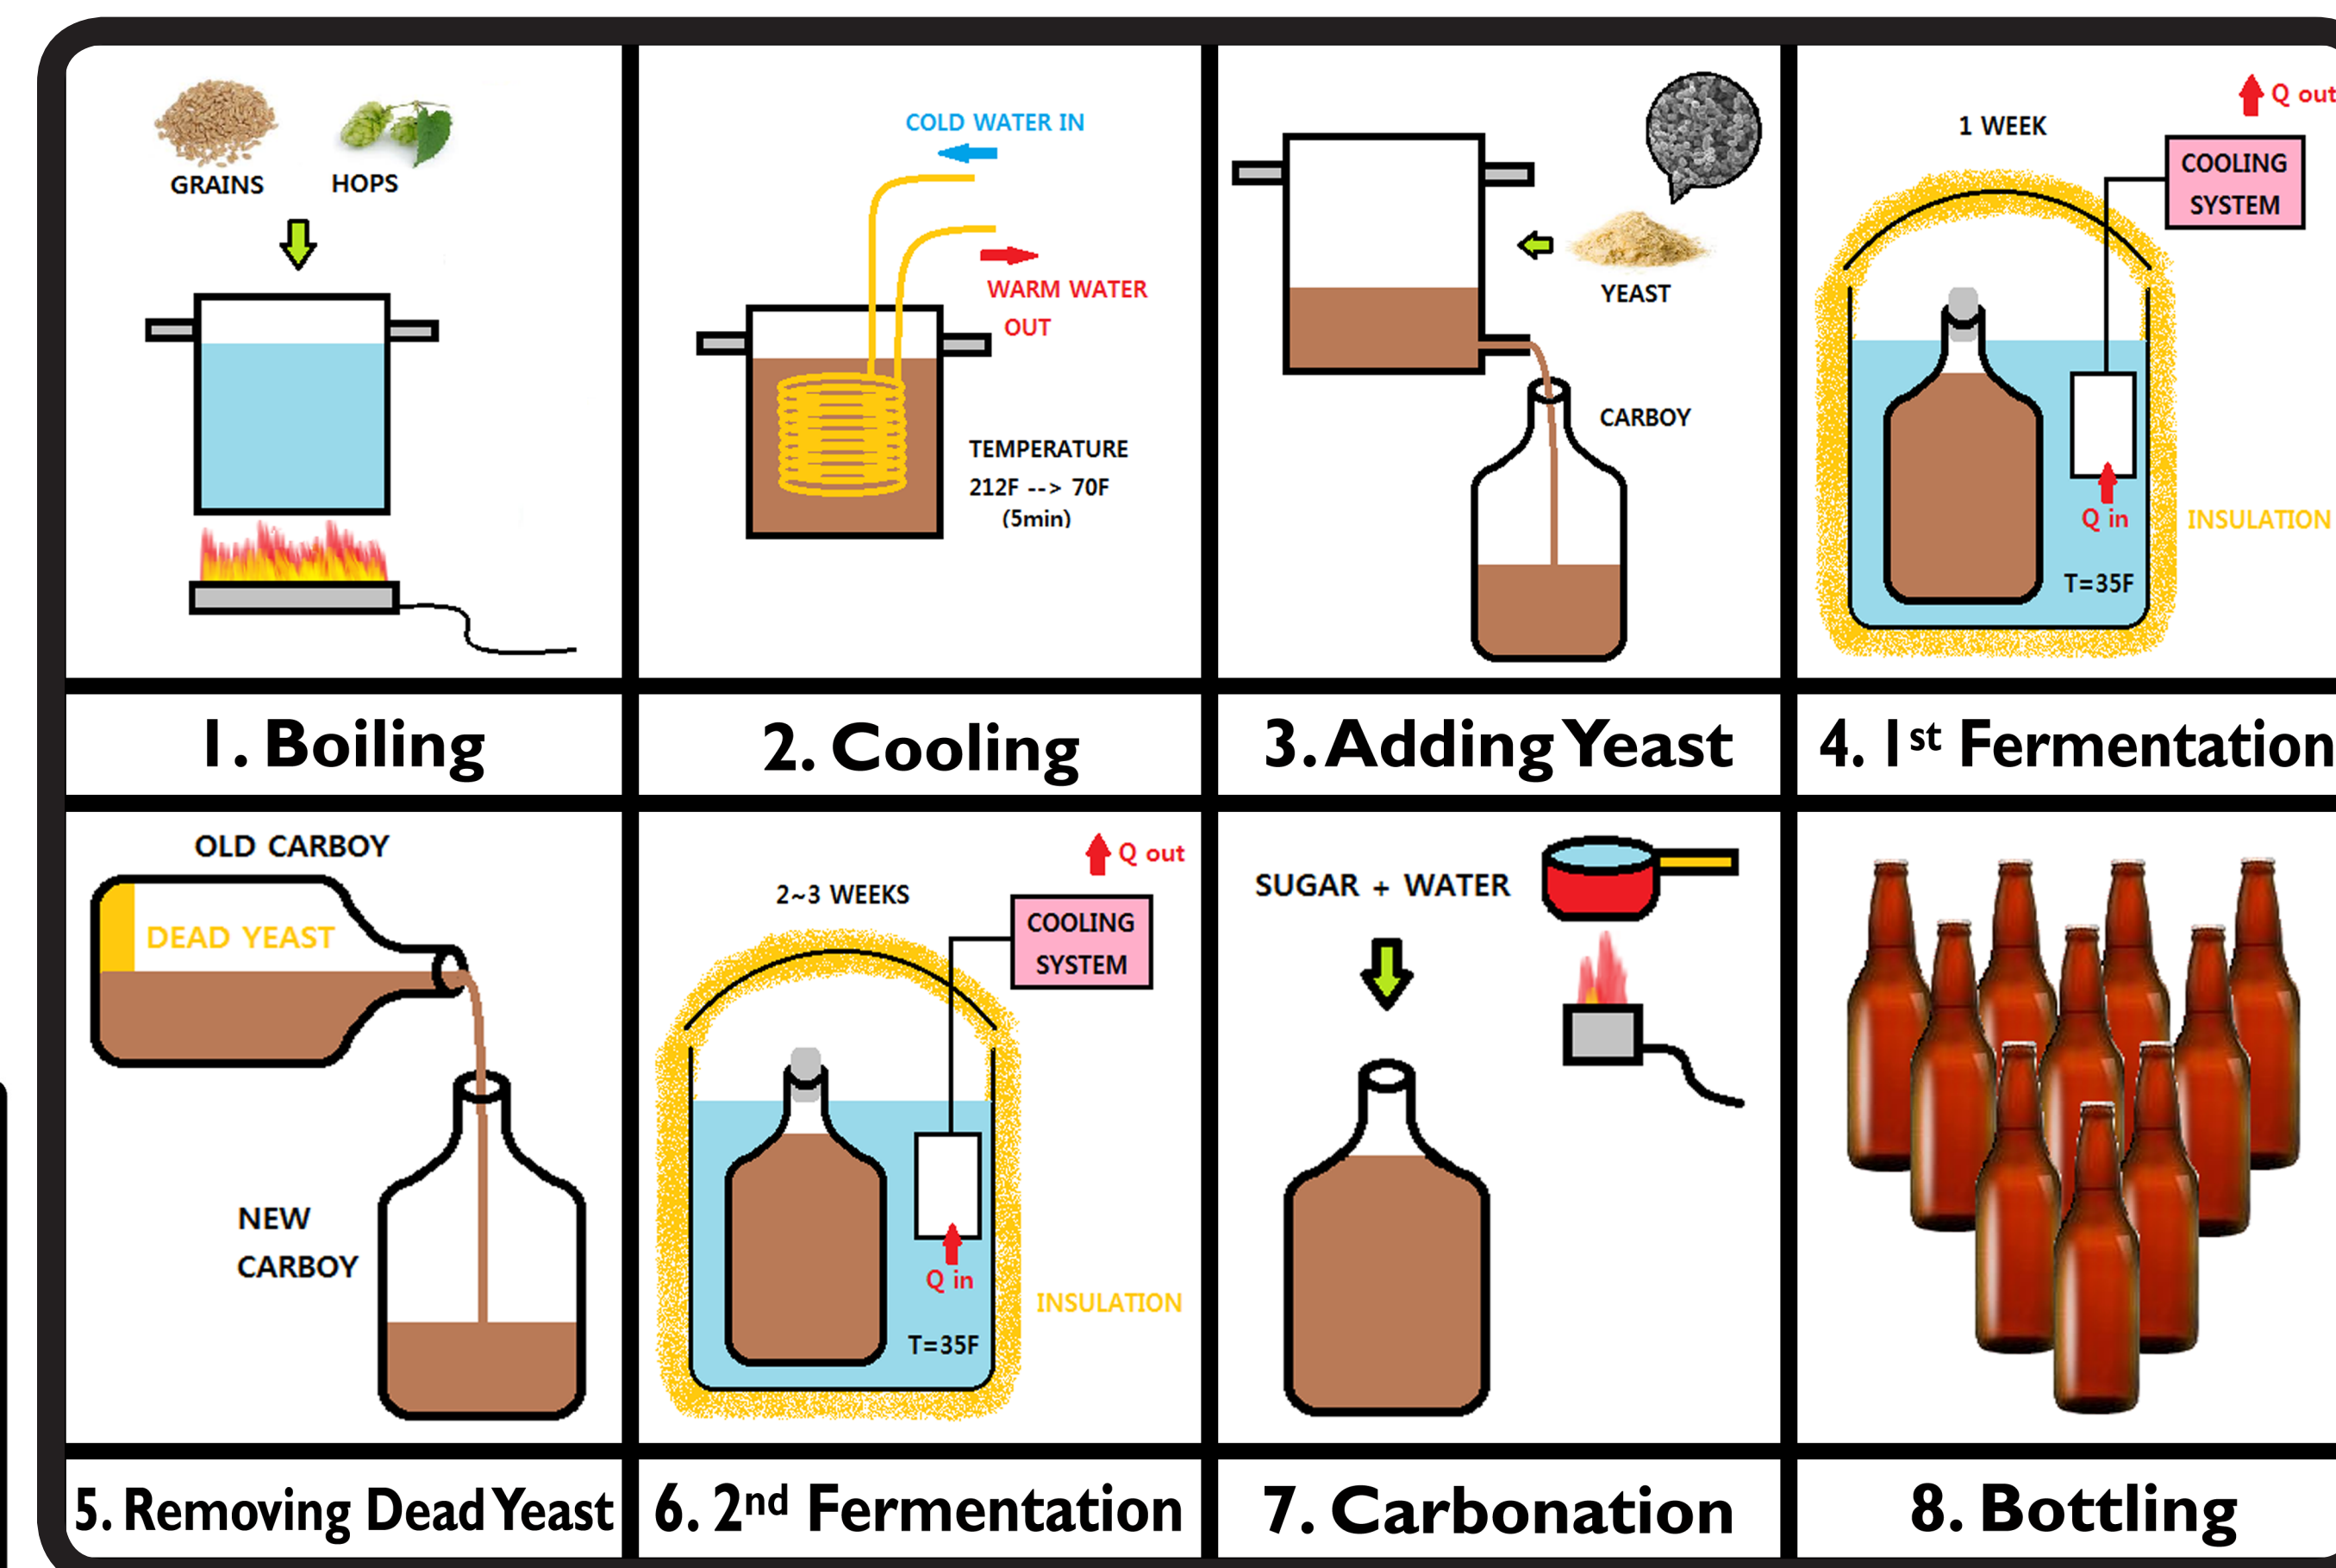 GRAINS
HOPS
1. Boiling
COLD WATER IN
WARM WATER
OUT
TEMPERATURE
212F --> 70F
(5min)
2. Cooling
YEAST
CARBOY
3. Adding Yeast
Q out
1 WEEK
COOLING
SYSTEM
Q in
INSULATION
T=35F
4. 1st Fermentation
OLD CARBOY
DEAD YEAST
NEW
CARBOY
5. Removing Dead Yeast
Q out
2~3 WEEKS
COOLING
SYSTEM
Q in
INSULATION
T=35F
6. 2nd Fermentation
SUGAR + WATER
7. Carbonation
8. Bottling